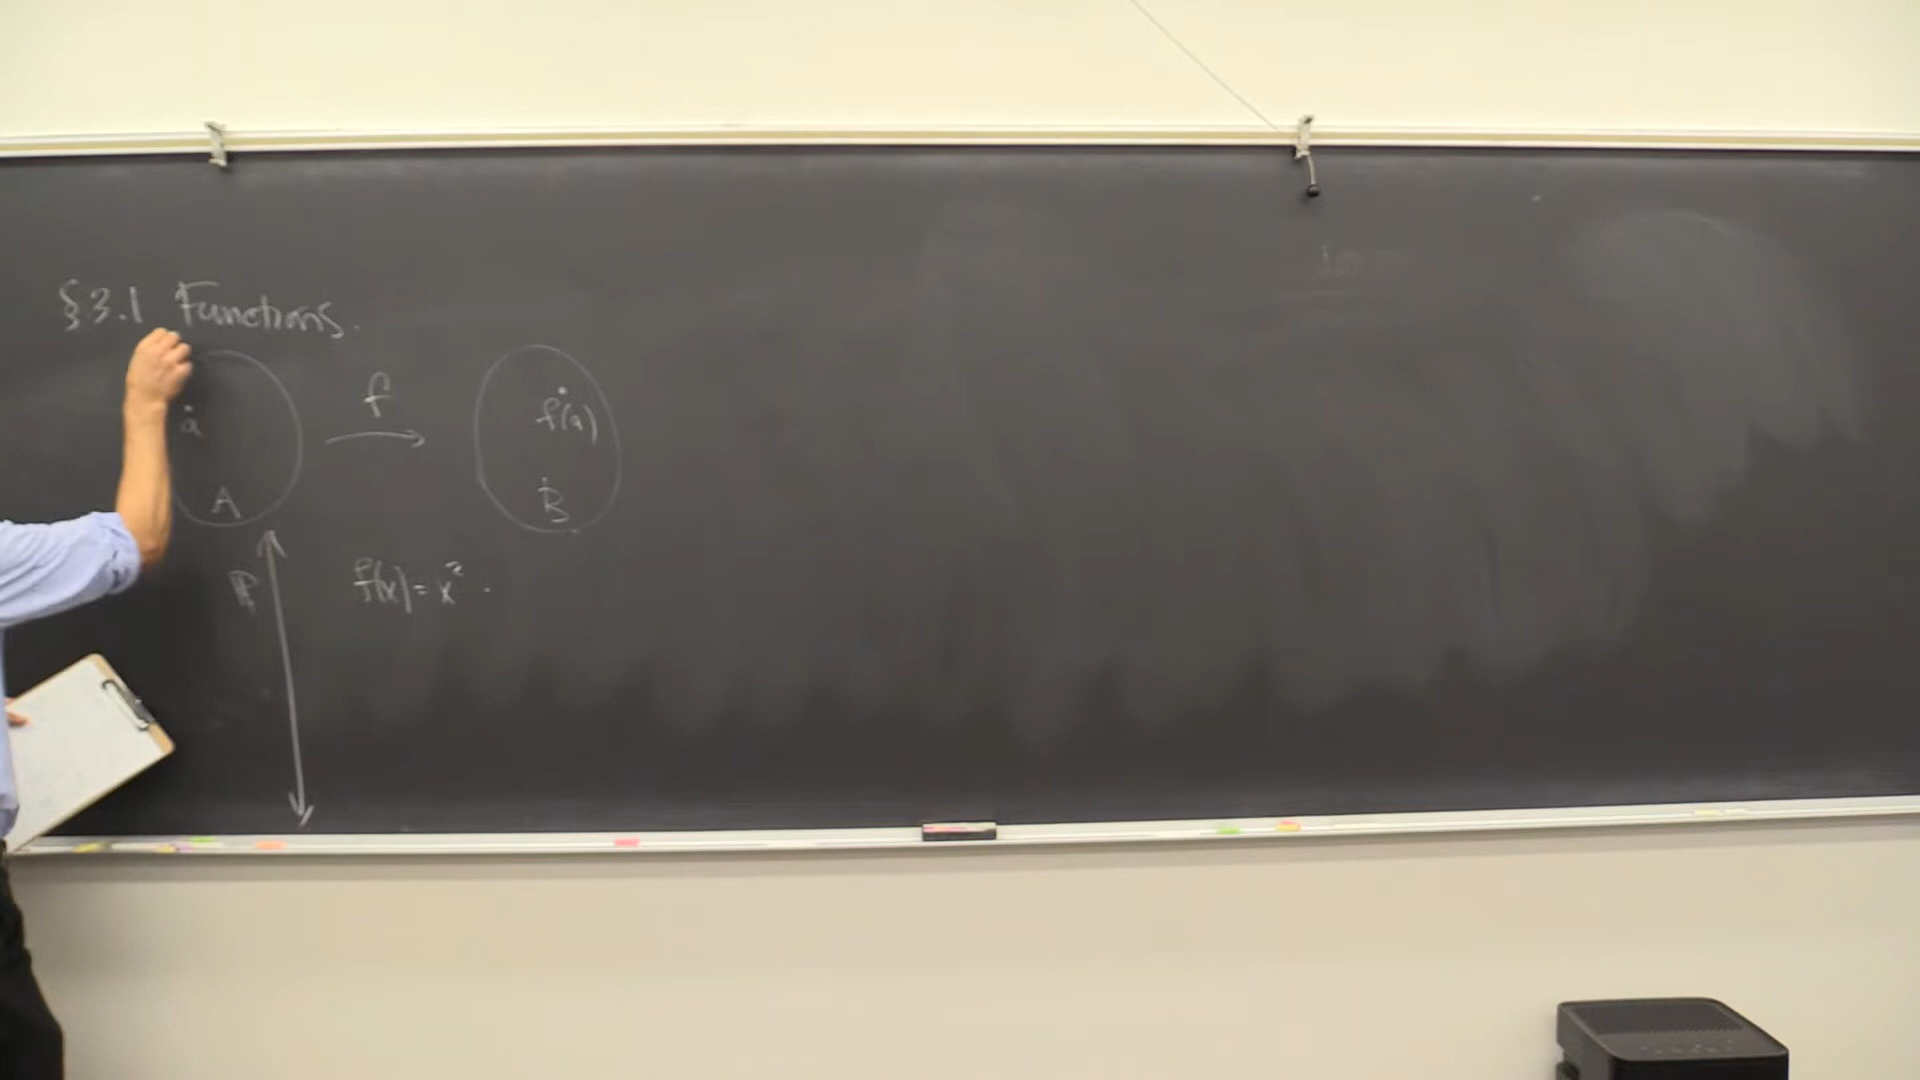 §3.1 Functions.
f
a f(a)
A B
f(x) = x² .